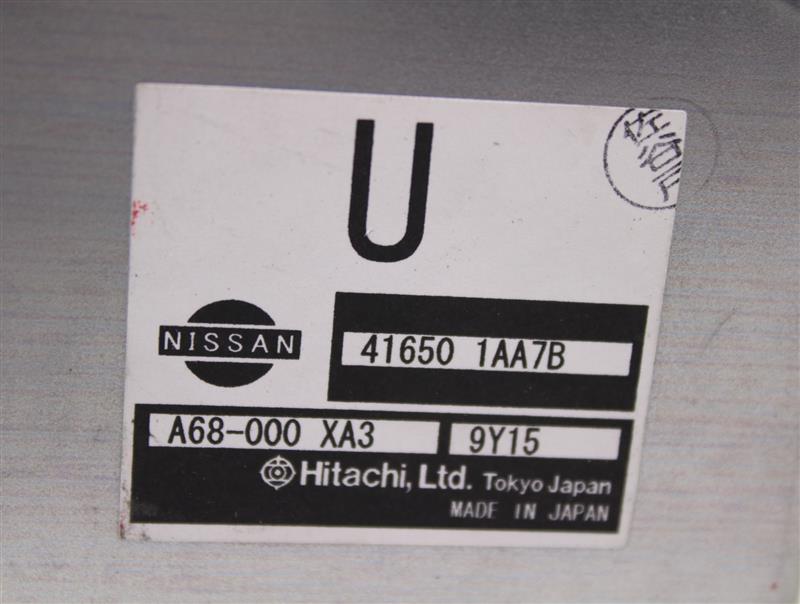 U
NISSAN
41650 1AA7B
A68-000 XA3 9Y15
Hitachi, Ltd. Tokyo Japan
MADE IN JAPAN